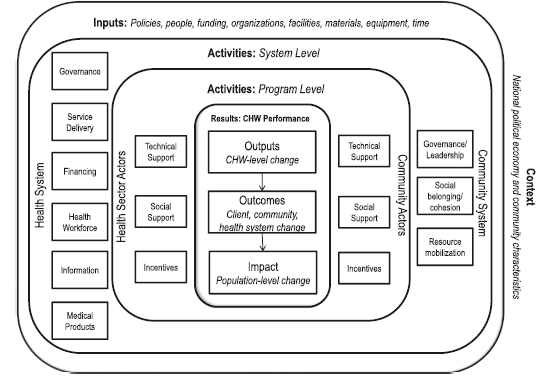 Inputs: Policies, people, funding, organizations, facilities, materials, equipment, time
Activities: System Level
Activities: Program Level
Results: CHW Performance
Outputs
CHW-level change
Outcomes
Client, community,
health system change
Impact
Population-level change
Health System
Governance
Service
Delivery
Financing
Health
Workforce
Information
Medical
Products
Health Sector Actors
Technical
Support
Social
Support
Incentives
Technical
Support
Social
Support
Incentives
Community Actors
Governance/
Leadership
Social
belonging/
cohesion
Resource
mobilization
Community System
Context
National political economy and community characteristics